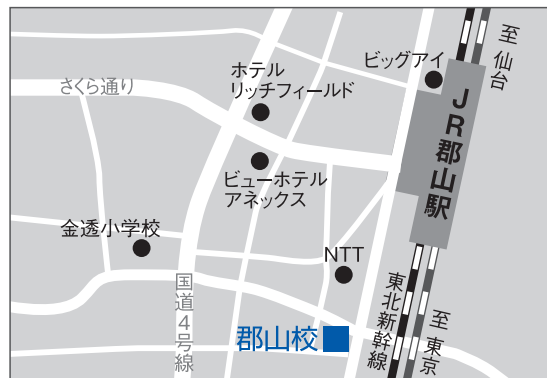 至 仙台
ビッグアイ
ホテル
リッチフィールド
さくら通り
JR郡山駅
ビューホテル
アネックス
金透小学校
NTT
国道4号線
東北新幹線
至 東京
郡山校